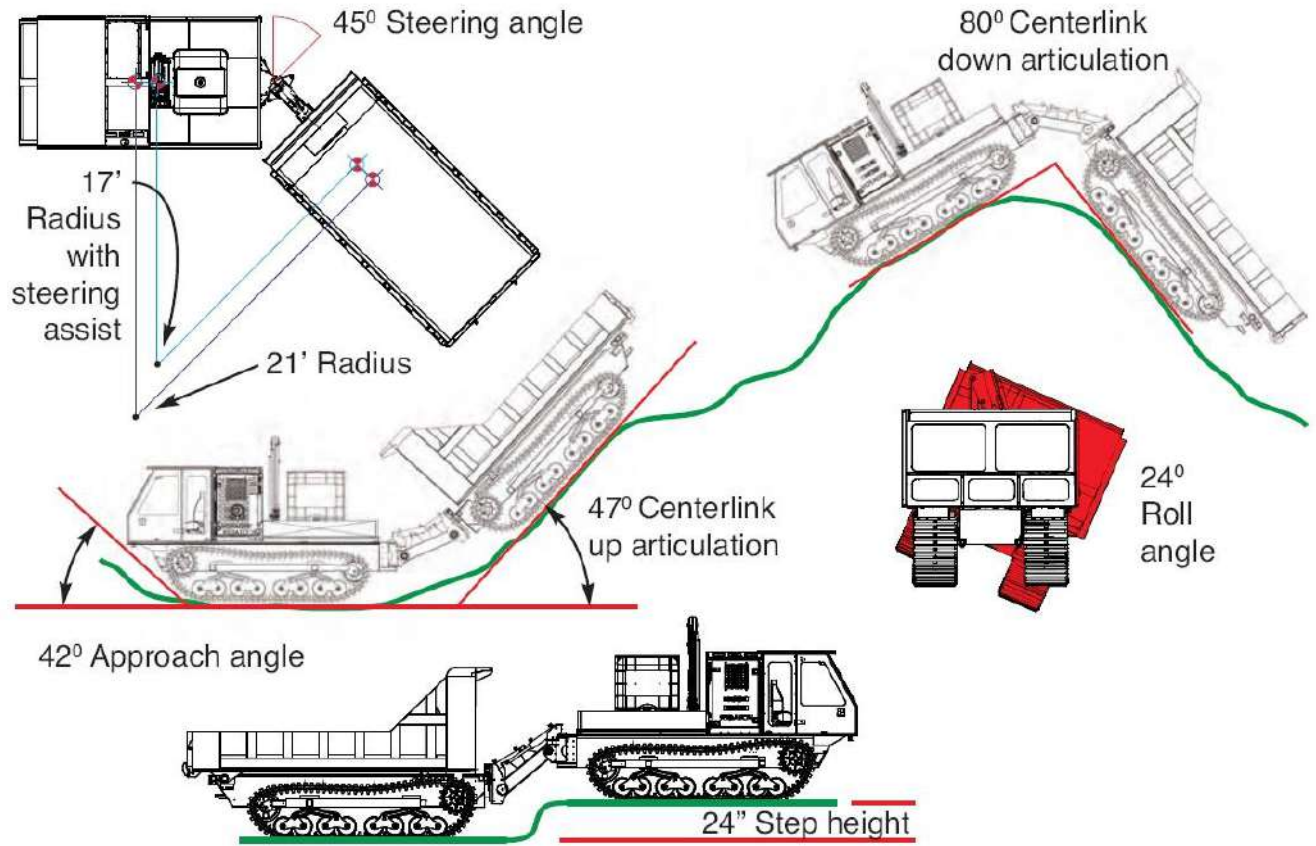 45⁰ Steering angle
80⁰ Centerlink
down articulation
17’
Radius
with
steering
assist
21’ Radius
47⁰ Centerlink
up articulation
24⁰
Roll
angle
42⁰ Approach angle
24” Step height